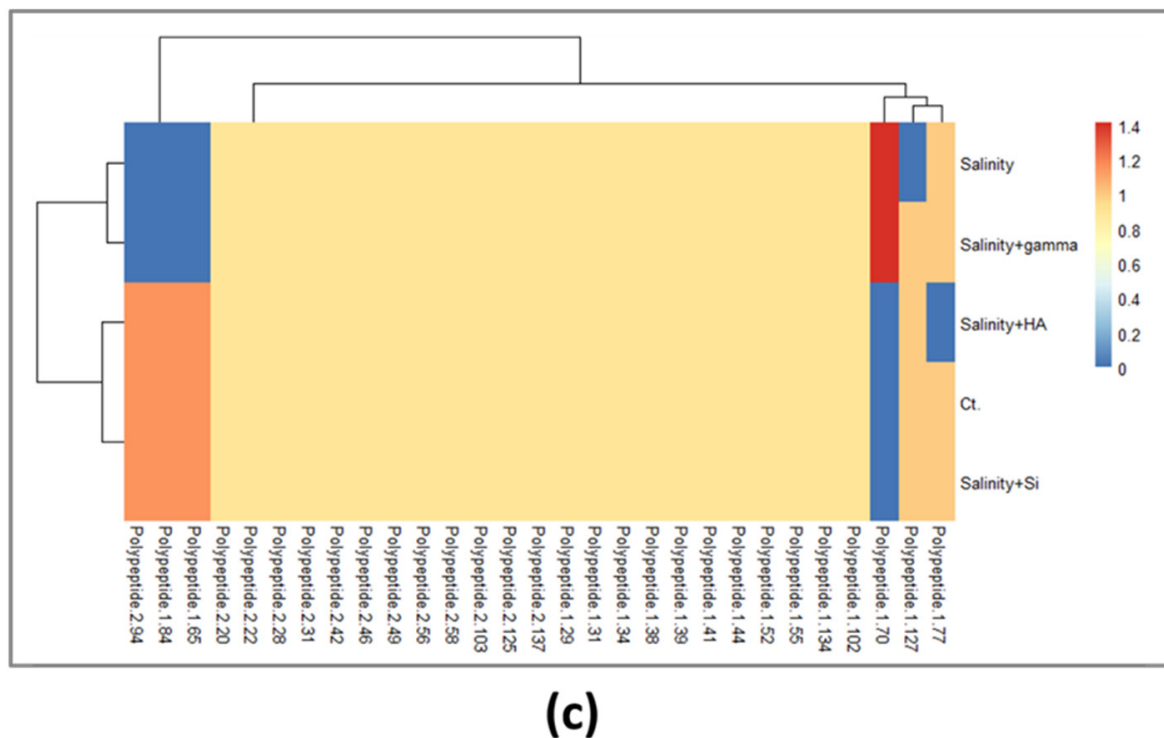 1.4
1.2
1
0.8
0.6
0.4
0.2
0
Salinity
Salinity+gamma
Salinity+HA
Ct.
Salinity+Si
Polypeptide.2.94
Polypeptide.1.84
Polypeptide.1.65
Polypeptide.2.20
Polypeptide.2.22
Polypeptide.2.28
Polypeptide.2.31
Polypeptide.2.42
Polypeptide.2.46
Polypeptide.2.49
Polypeptide.2.56
Polypeptide.2.58
Polypeptide.2.103
Polypeptide.2.125
Polypeptide.2.137
Polypeptide.1.29
Polypeptide.1.31
Polypeptide.1.34
Polypeptide.1.38
Polypeptide.1.39
Polypeptide.1.41
Polypeptide.1.44
Polypeptide.1.52
Polypeptide.1.55
Polypeptide.1.134
Polypeptide.1.102
Polypeptide.1.70
Polypeptide.1.127
Polypeptide.1.77
(c)